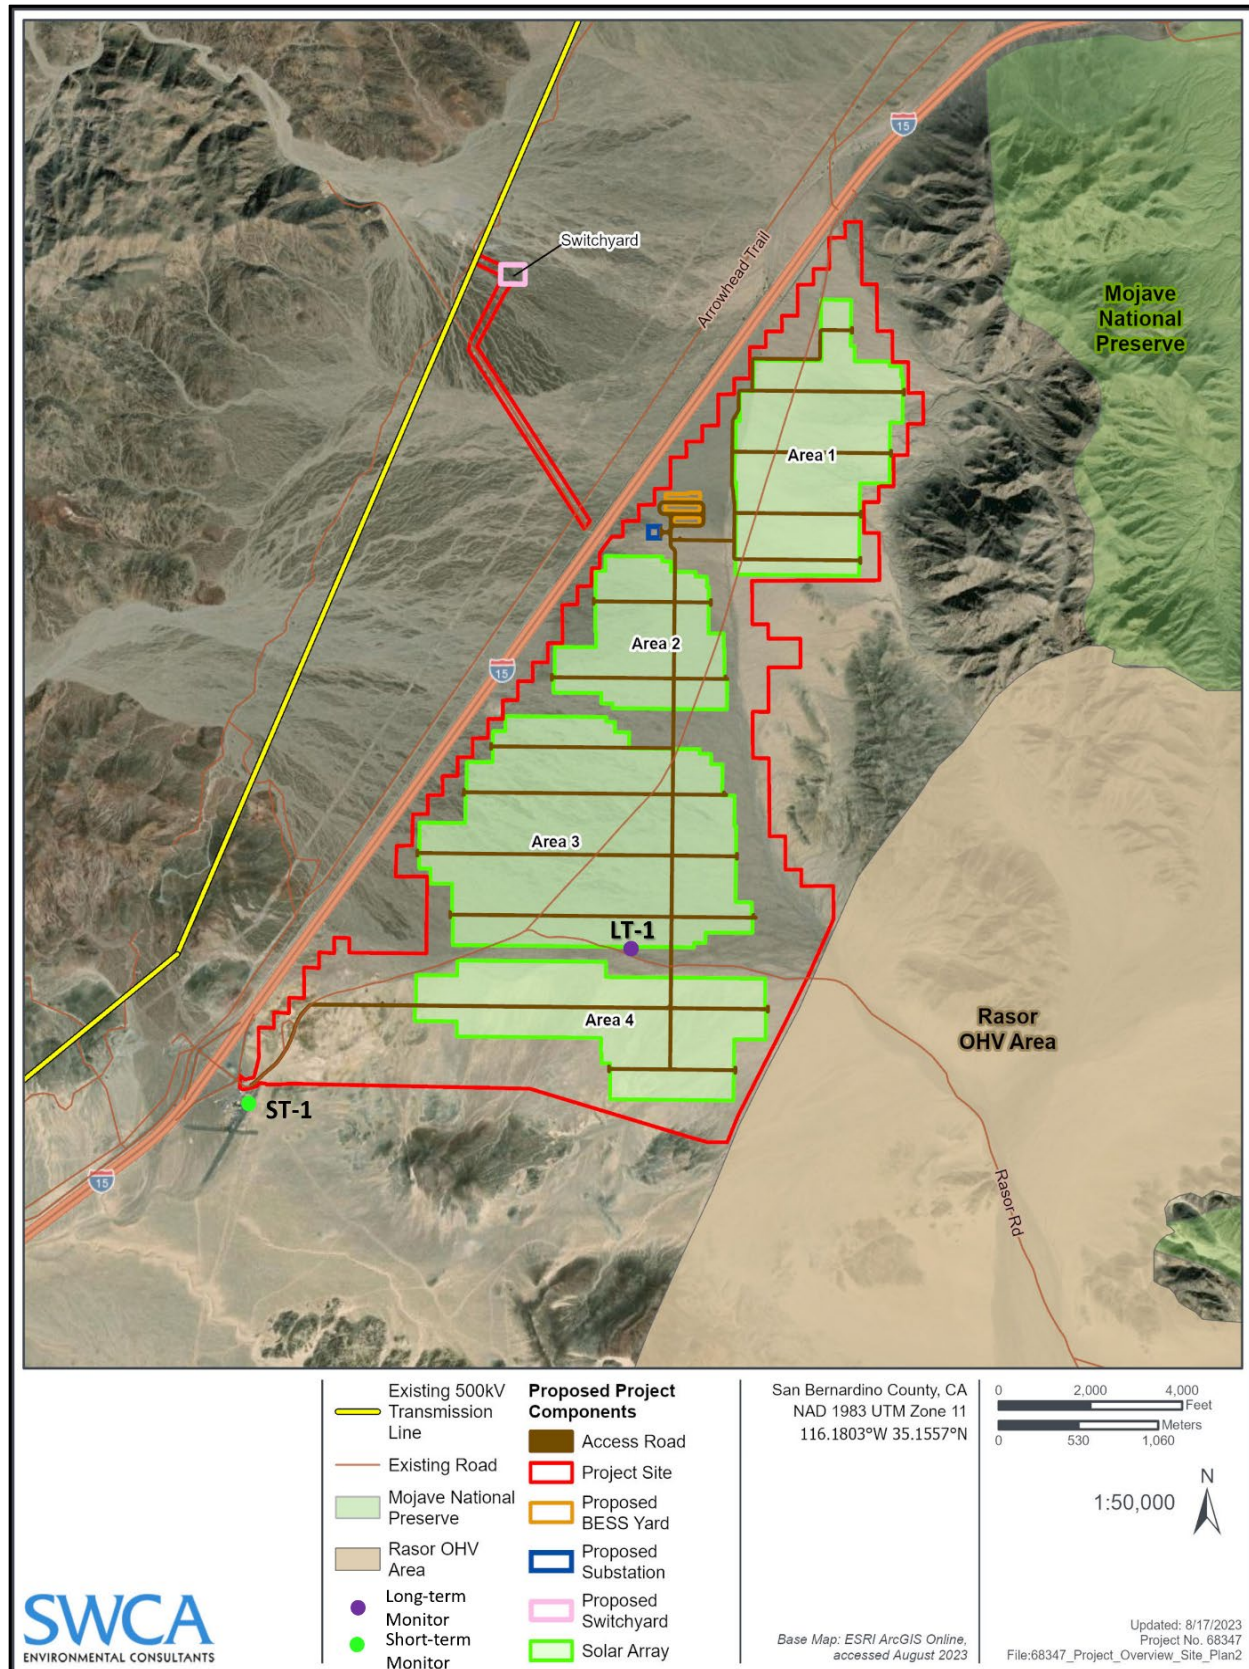 15
Switchyard
Arrowhead Trail
Mojave
National
Preserve
Area 1
Area 2
15
Area 3
LT-1
Area 4
Rasor
OHV Area
ST-1
15
Rasor Rd
Existing 500kV
Transmission
Line
Existing Road
Mojave National
Preserve
Rasor OHV
Area
Long-term
Monitor
Short-term
Monitor
Proposed Project
Components
Access Road
Project Site
Proposed
BESS Yard
Proposed
Substation
Proposed
Switchyard
Solar Array
San Bernardino County, CA
NAD 1983 UTM Zone 11
116.1803°W 35.1557°N
Base Map: ESRI ArcGIS Online,
accessed August 2023
0 2,000 4,000
Feet
Meters
0 530 1,060
N
1:50,000
Updated: 8/17/2023
Project No. 68347
File:68347_Project_Overview_Site_Plan2
SWCA
ENVIRONMENTAL CONSULTANTS